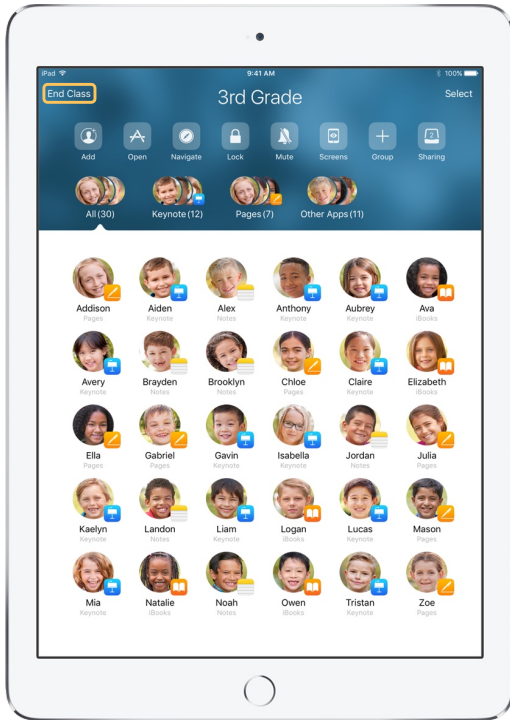 iPad 9:41 AM 100%
End Class 3rd Grade Select
Add Open Navigate Lock Mute Screens Group Sharing
2
All (30) Keynote (12) Pages (7) Other Apps (11)
Addison Aiden Alex Anthony Aubrey Ava
Pages Keynote Notes Keynote Keynote iBooks
Avery Brayden Brooklyn Chloe Claire Elizabeth
Keynote Notes Notes Pages Keynote iBooks
Ella Gabriel Gavin Isabella Jordan Julia
Pages Pages Keynote Keynote Notes Pages
Kaelyn Landon Liam Logan Lucas Mason
Keynote Notes Keynote iBooks Keynote Pages
Mia Natalie Noah Owen Tristan Zoe
Keynote iBooks Notes iBooks Keynote Pages